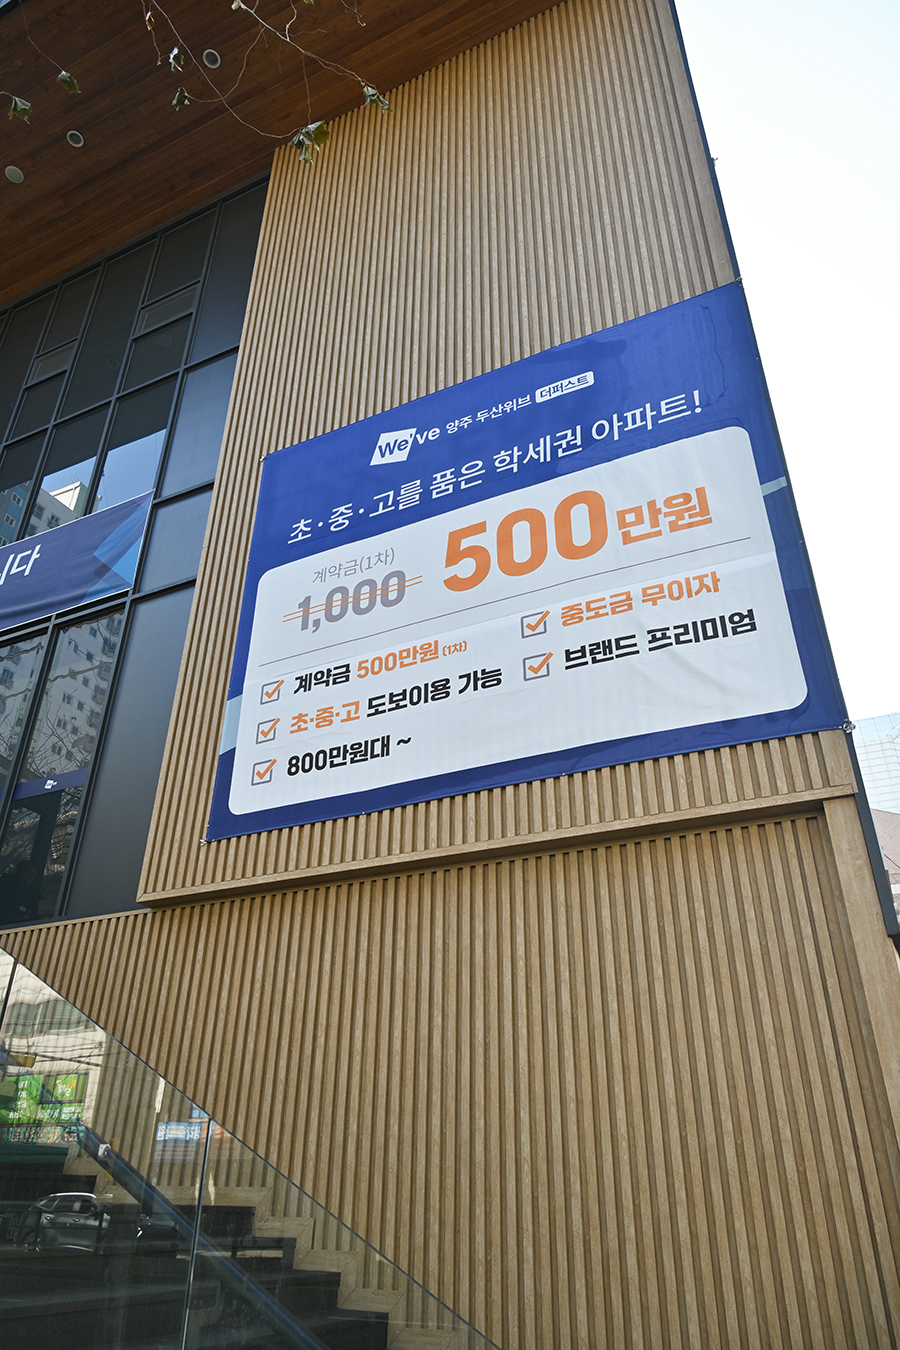 We've 양주 두산위브 더퍼스트
초·중·고를 품은 학세권 아파트!
계약금(1차)
1,000 500만원
계약금 500만원 (1차)
중도금 무이자
초·중·고 도보이용 가능
브랜드 프리미엄
800만원대 ~
니다